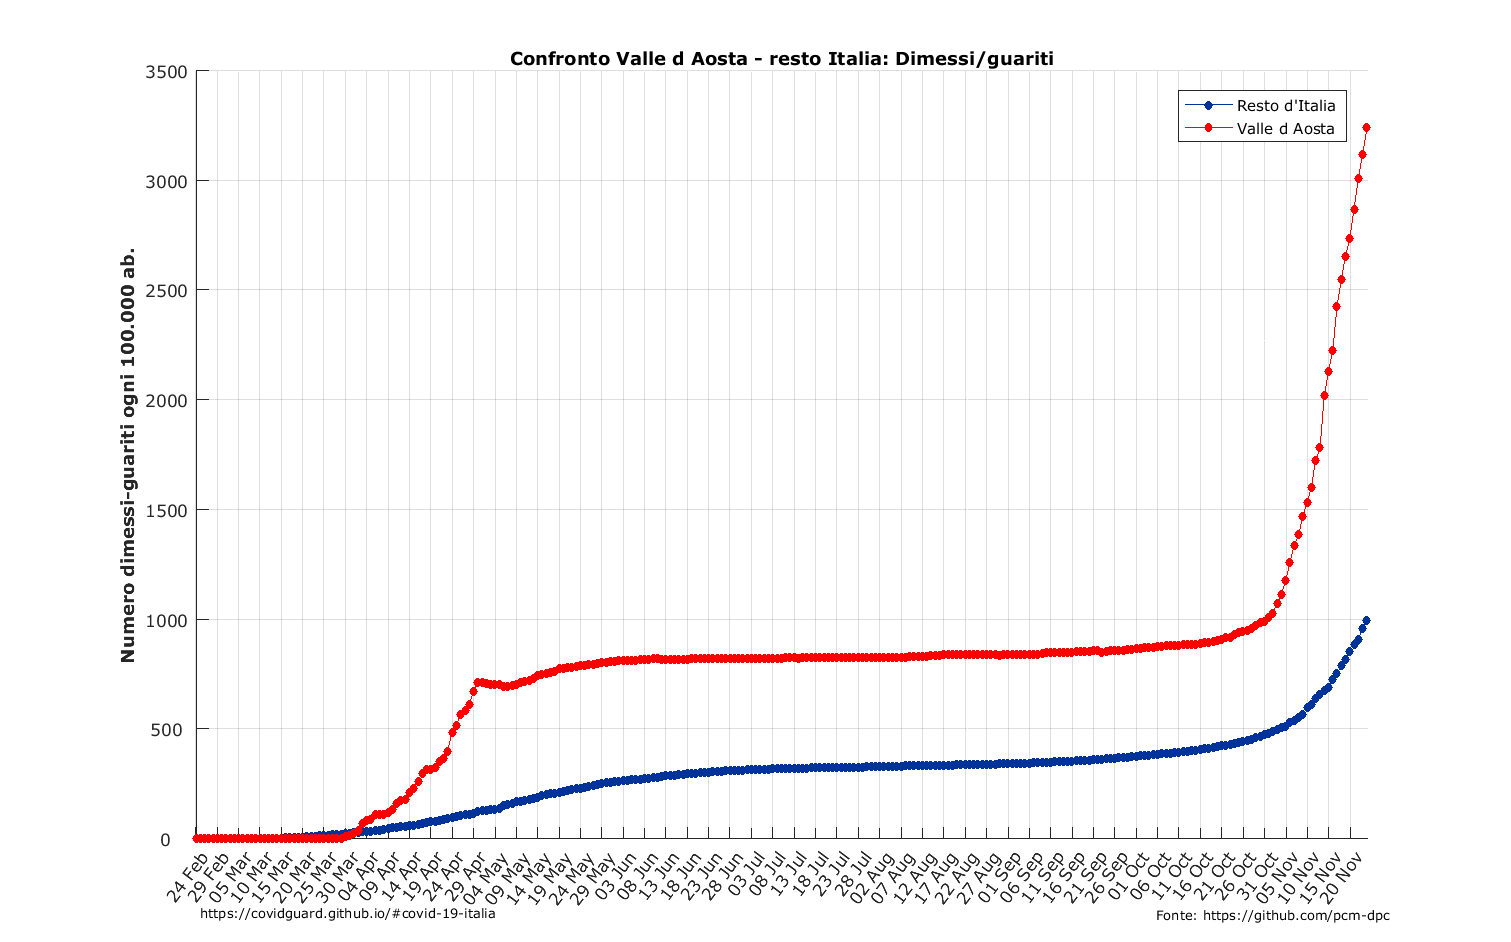 Confronto Valle d Aosta - resto Italia: Dimessi/guariti
Resto d'Italia
Valle d Aosta
Numero dimessi-guariti ogni 100.000 ab.
3500
3000
2500
2000
1500
1000
500
0
24 Feb
29 Feb
05 Mar
10 Mar
15 Mar
20 Mar
25 Mar
30 Mar
04 Apr
09 Apr
14 Apr
19 Apr
24 Apr
29 Apr
04 May
09 May
14 May
19 May
24 May
29 May
03 Jun
08 Jun
13 Jun
18 Jun
23 Jun
28 Jun
03 Jul
08 Jul
13 Jul
18 Jul
23 Jul
28 Jul
02 Aug
07 Aug
12 Aug
17 Aug
22 Aug
27 Aug
01 Sep
06 Sep
11 Sep
16 Sep
21 Sep
26 Sep
01 Oct
06 Oct
11 Oct
16 Oct
21 Oct
26 Oct
31 Oct
05 Nov
10 Nov
15 Nov
20 Nov
https://covidguard.github.io/#covid-19-italia
Fonte: https://github.com/pcm-dpc